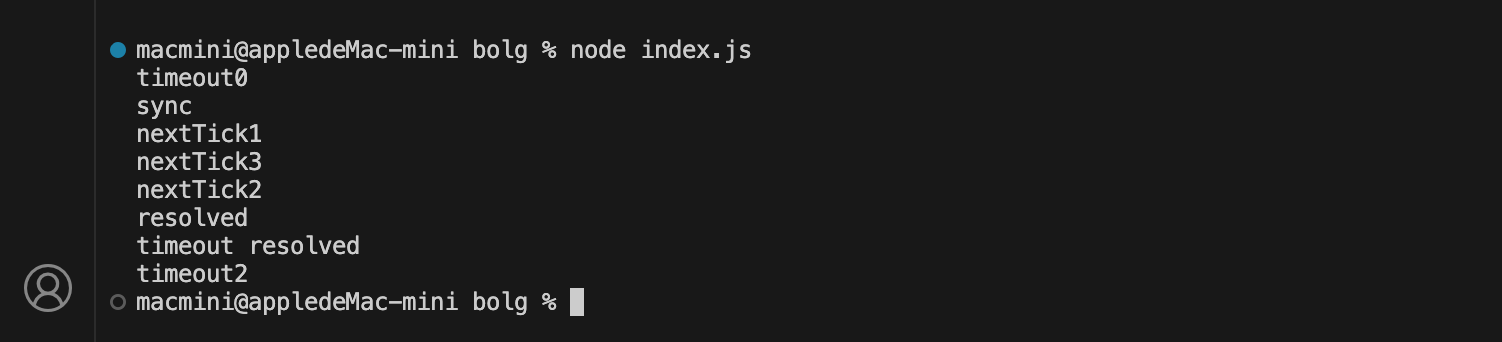 macmini@appledeMac-mini bolg % node index.js
timeout0
sync
nextTick1
nextTick3
nextTick2
resolved
timeout resolved
timeout2
macmini@appledeMac-mini bolg %